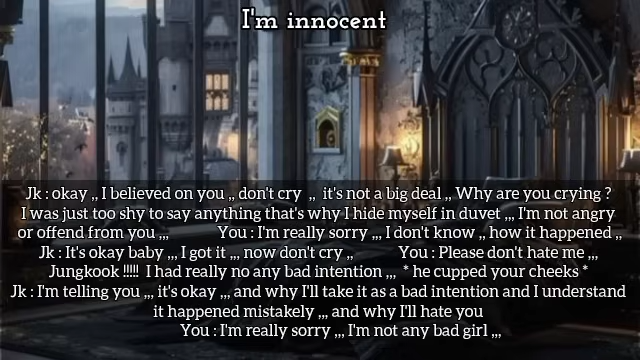 I'm innocent
Jk : okay ,, I believed on you ,, don't cry ,, it's not a big deal ,, Why are you crying ?
I was just too shy to say anything that's why I hide myself in duvet ,,, I'm not angry
or offend from you ,,, You : I'm really sorry ,,, I don't know ,, how it happened ,,
Jk : It's okay baby ,,, I got it ,,, now don't cry ,, You : Please don't hate me ,,,
Jungkook !!!!! I had really no any bad intention ,,, * he cupped your cheeks *
Jk : I'm telling you ,,, it's okay ,,, and why I'll take it as a bad intention and I understand
it happened mistakely ,,, and why I'll hate you
You : I'm really sorry ,,, I'm not any bad girl ,,,